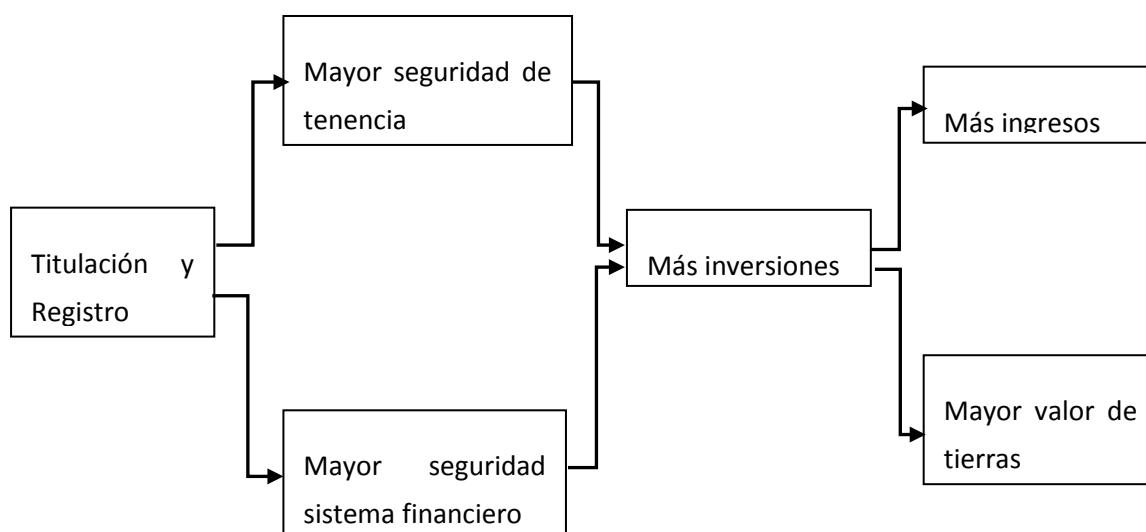 Mayor seguridad de
tenencia
Más ingresos
Titulación y
Registro
Más inversiones
Mayor valor de
tierras
Mayor seguridad
sistema financiero